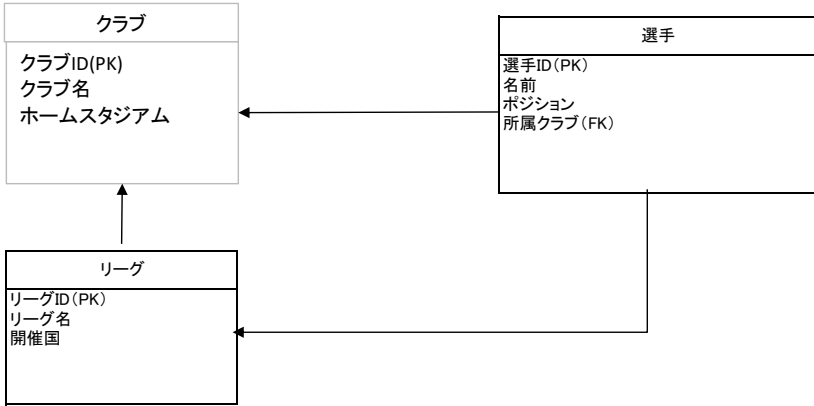 クラブ
クラブID(PK)
クラブ名
ホームスタジアム
選手
選手ID(PK)
名前
ポジション
所属クラブ(FK)
リーグ
リーグID(PK)
リーグ名
開催国